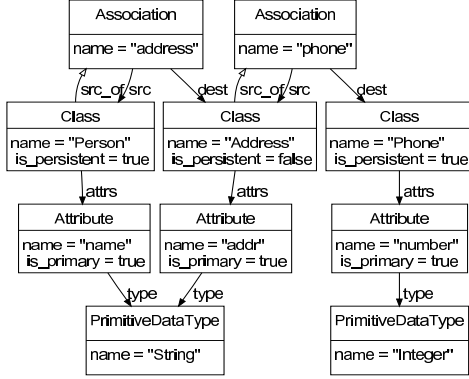 Association Association
name = "address" name = "phone"
src_of src dest src_of src dest
Class Class Class
name = "Person" name = "Address" name = "Phone"
is_persistent = true is_persistent = false is_persistent = true
attrs attrs attrs
Attribute Attribute Attribute
name = "name" name = "addr" name = "number"
is_primary = true is_primary = true is_primary = true
type type type
PrimitiveDataType PrimitiveDataType
name = "String" name = "Integer"